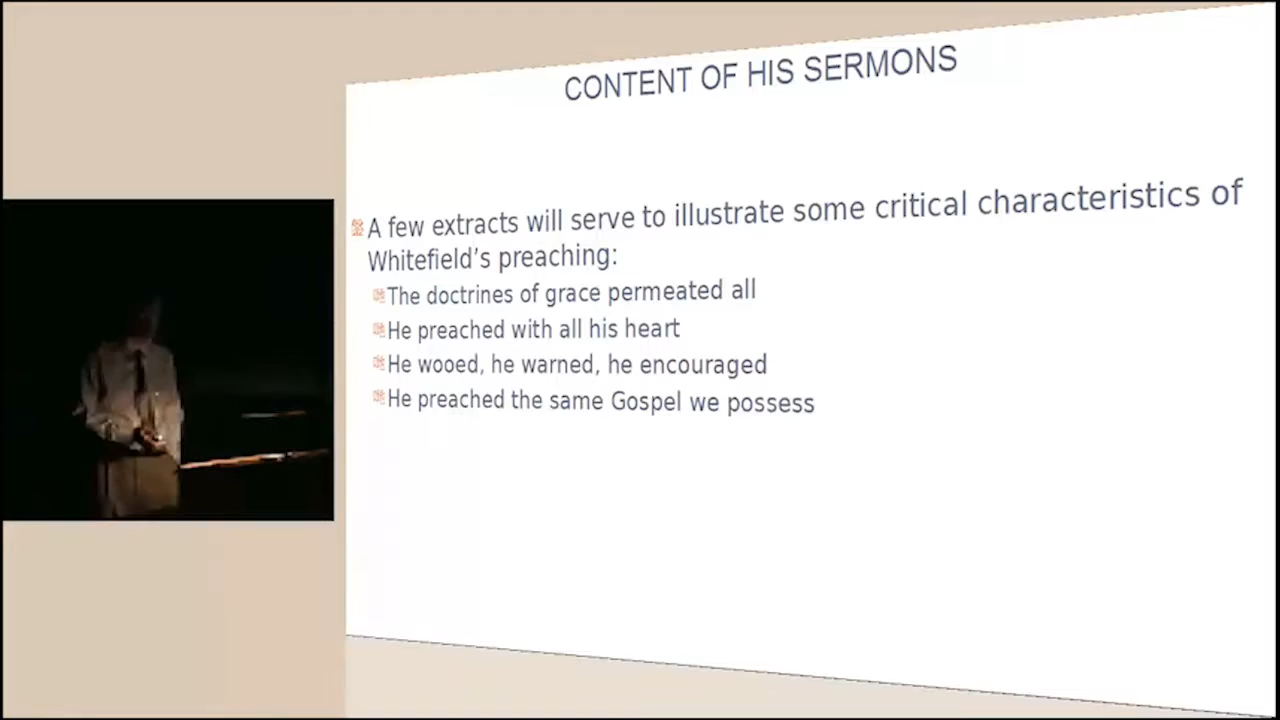 CONTENT OF HIS SERMONS
A few extracts will serve to illustrate some critical characteristics of
Whitefield’s preaching:
The doctrines of grace permeated all
He preached with all his heart
He wooed, he warned, he encouraged
He preached the same Gospel we possess